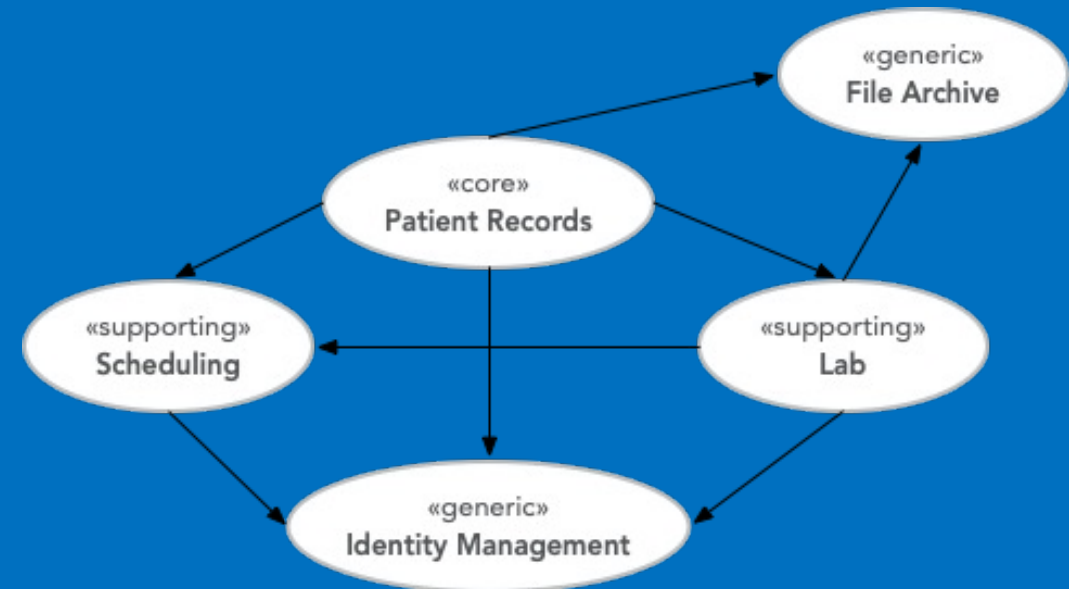 «generic»
File Archive
«core»
Patient Records
«supporting»
Scheduling
«supporting»
Lab
«generic»
Identity Management